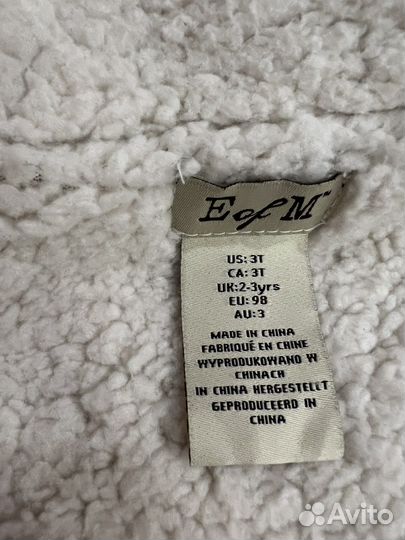 E of M™
US: 3T
CA: 3T
UK: 2-3yrs
EU: 98
AU: 3
MADE IN CHINA
FABRIQUÉ EN CHINE
WYPRODUKOWANO W
CHINACH
IN CHINA HERGESTELLT
GEPRODUCEERD IN
CHINA
Avito